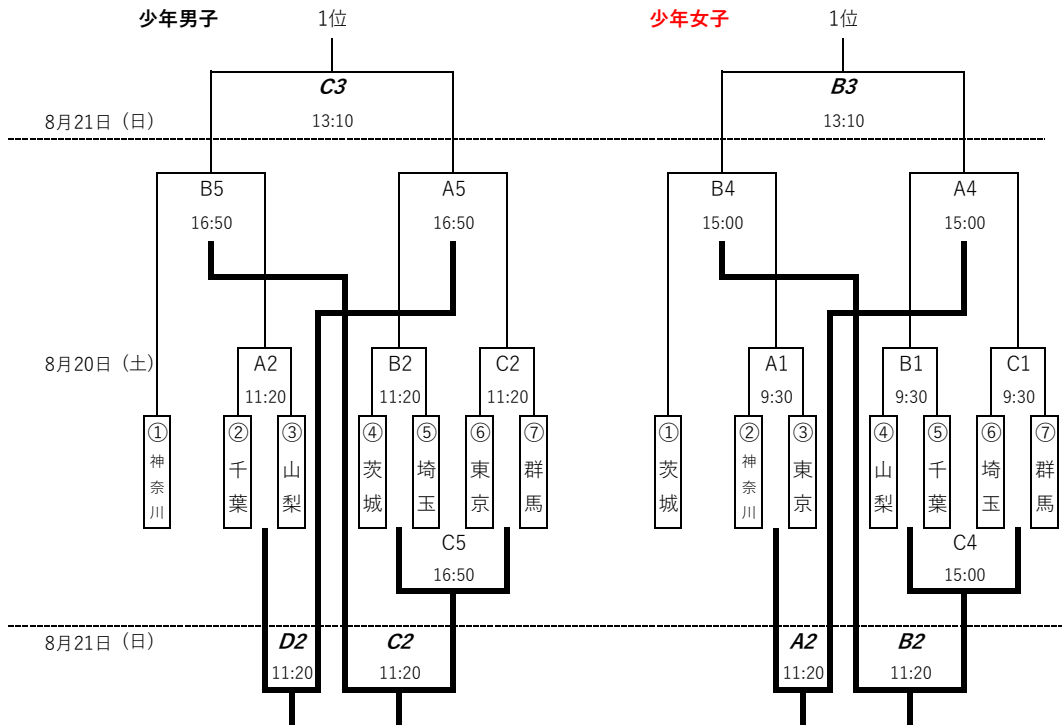 少年男子 1位 少年女子 1位
C3 B3
8月21日（日） 13:10 13:10
B5 A5 B4 A4
16:50 16:50 15:00 15:00
8月20日（土） A2 B2 C2 A1 B1 C1
11:20 11:20 11:20 9:30 9:30 9:30
① ② ③ ④ ⑤ ⑥ ⑦ ① ② ③ ④ ⑤ ⑥ ⑦
神奈川 千葉 山梨 茨城 埼玉 東京 群馬 茨城 神奈川 東京 山梨 千葉 埼玉 群馬
C5 C4
16:50 15:00
8月21日（日） D2 C2 A2 B2
11:20 11:20 11:20 11:20